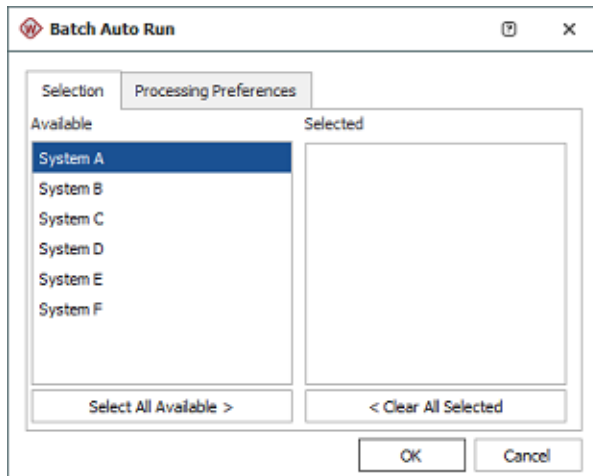 W Batch Auto Run ?
Selection Processing Preferences
Available Selected
System A
System B
System C
System D
System E
System F
Select All Available > < Clear All Selected
OK Cancel